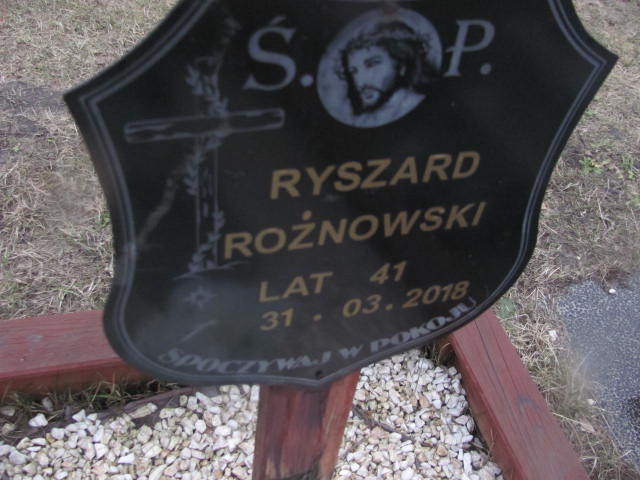 Ś. P.
RYSZARD
ROŻNOWSKI
LAT 41
31.03.2018
SPOCZYWAJ W POKOJU